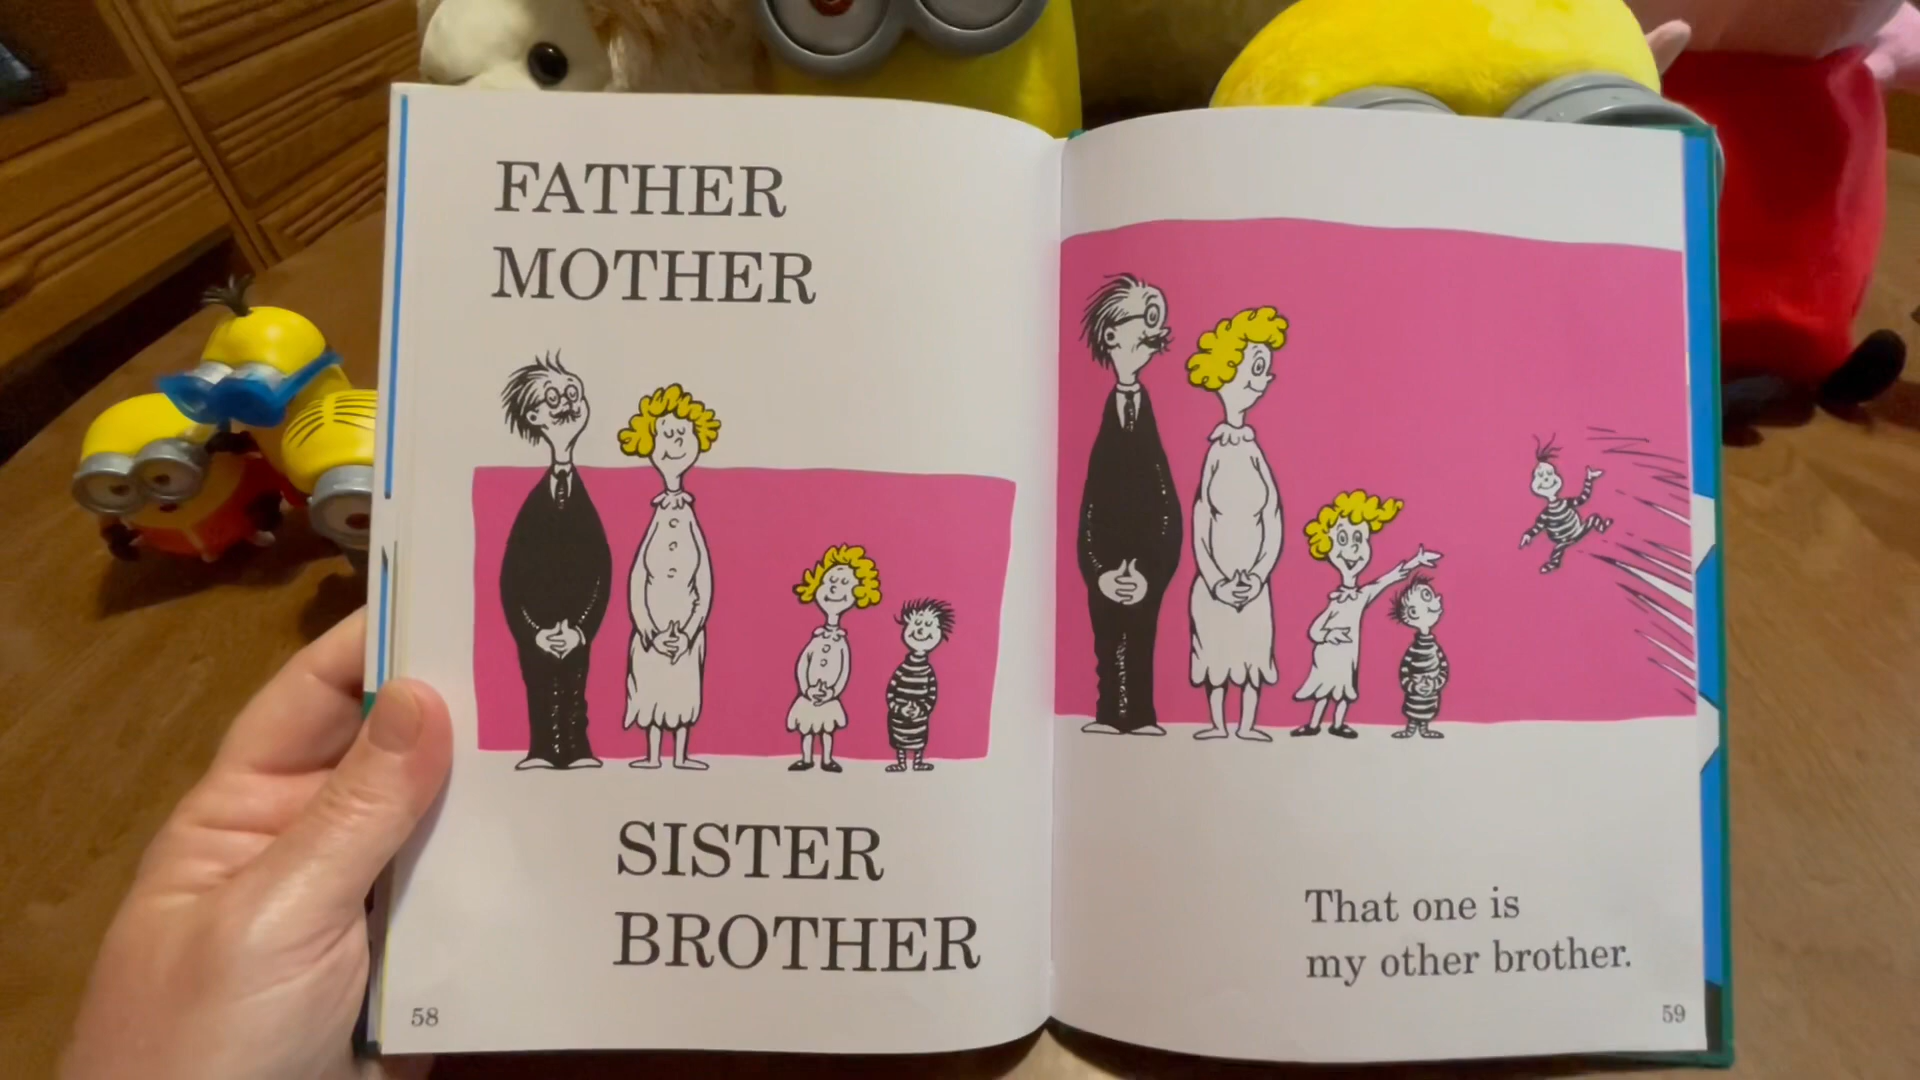 FATHER
MOTHER
SISTER
BROTHER
58
That one is
my other brother.
59